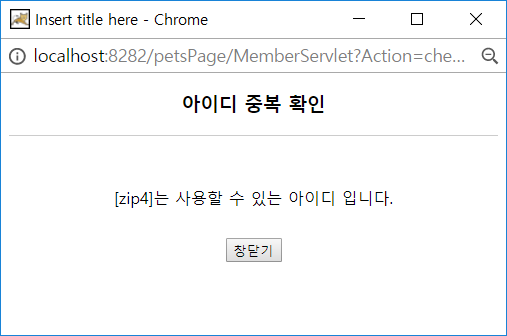 Insert title here - Chrome
localhost:8282/petsPage/MemberServlet?Action=che...
아이디 중복 확인
[zip4]는 사용할 수 있는 아이디 입니다.
창닫기